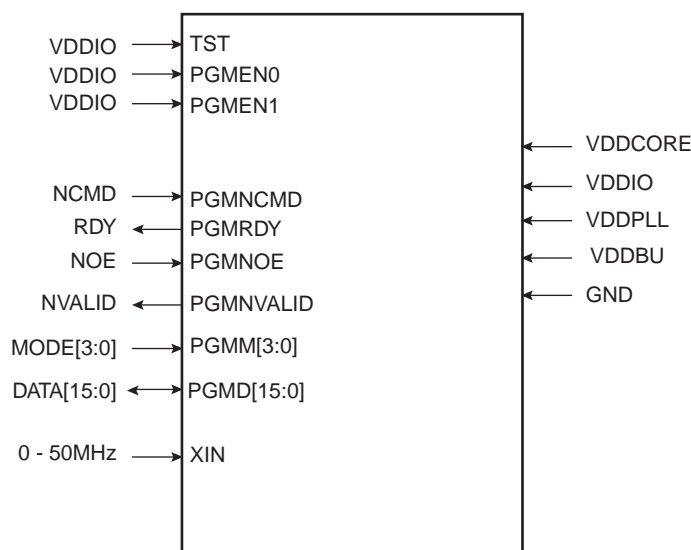 VDDIO TST
VDDIO PGMEN0
VDDIO PGMEN1
VDDCORE
VDDIO
NCMD PGMNCMD
VDDPLL
RDY PGMRDY
VDDBU
NOE PGMNOE
GND
NVALID PGMNVALID
MODE[3:0] PGMM[3:0]
DATA[15:0] PGMD[15:0]
0 - 50MHz XIN